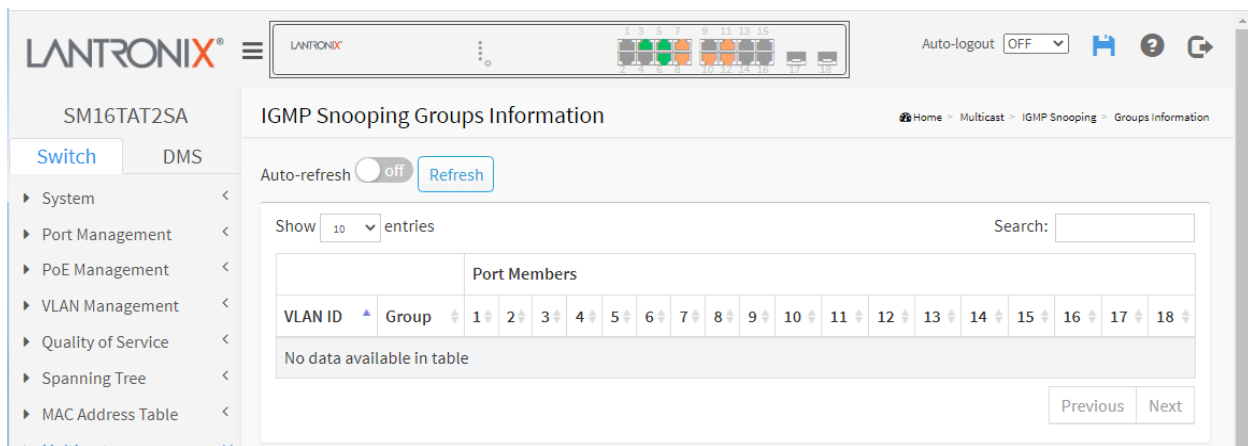 LANTRONIX®
LANTRONIX
1 3 5 7 9 11 13 15
2 4 6 8 10 12 14 16 17 18
Auto-logout OFF
SM16TAT2SA
Switch DMS
System
Port Management
PoE Management
VLAN Management
Quality of Service
Spanning Tree
MAC Address Table
IGMP Snooping Groups Information
Home > Multicast > IGMP Snooping > Groups Information
Auto-refresh off Refresh
Show 10 entries Search:
Port Members
VLAN ID Group 1 2 3 4 5 6 7 8 9 10 11 12 13 14 15 16 17 18
No data available in table
Previous Next